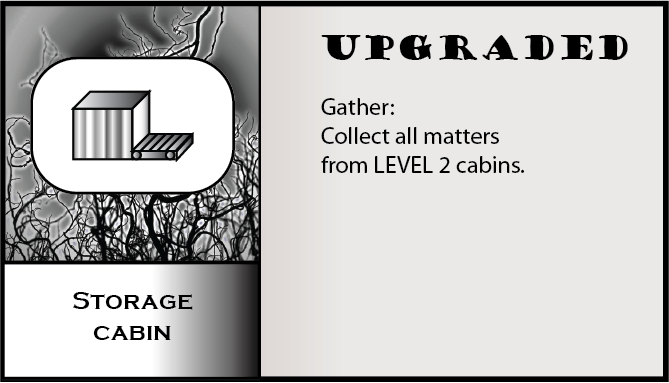 UPGRADED
Gather:
Collect all matters
from LEVEL 2 cabins.
STORAGE
CABIN